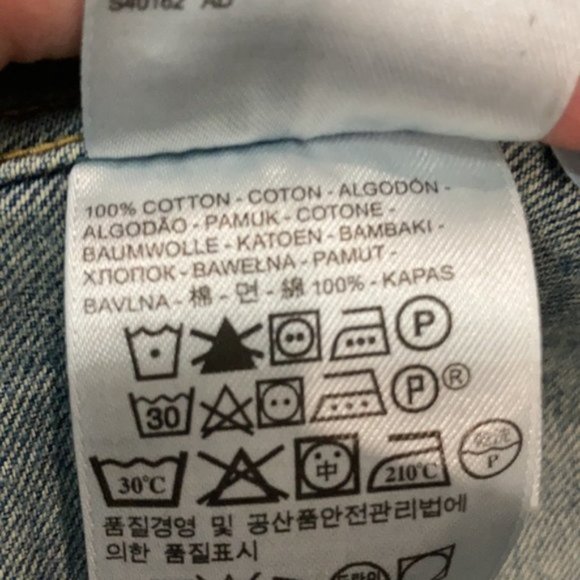 S40162 AD
100% COTTON - COTON - ALGODÓN -
ALGODÃO - PAMUK - COTONE -
BAUMWOLLE - KATOEN - BAMBAKI -
ХЛОПОК - BAWEŁNA - PAMUT -
BAVLNA - 棉 - 면 - 綿 100% - KAPAS
P
30 P ®
30°C 中 210°C P
품질경영 및 공산품안전관리법에
의한 품질표시